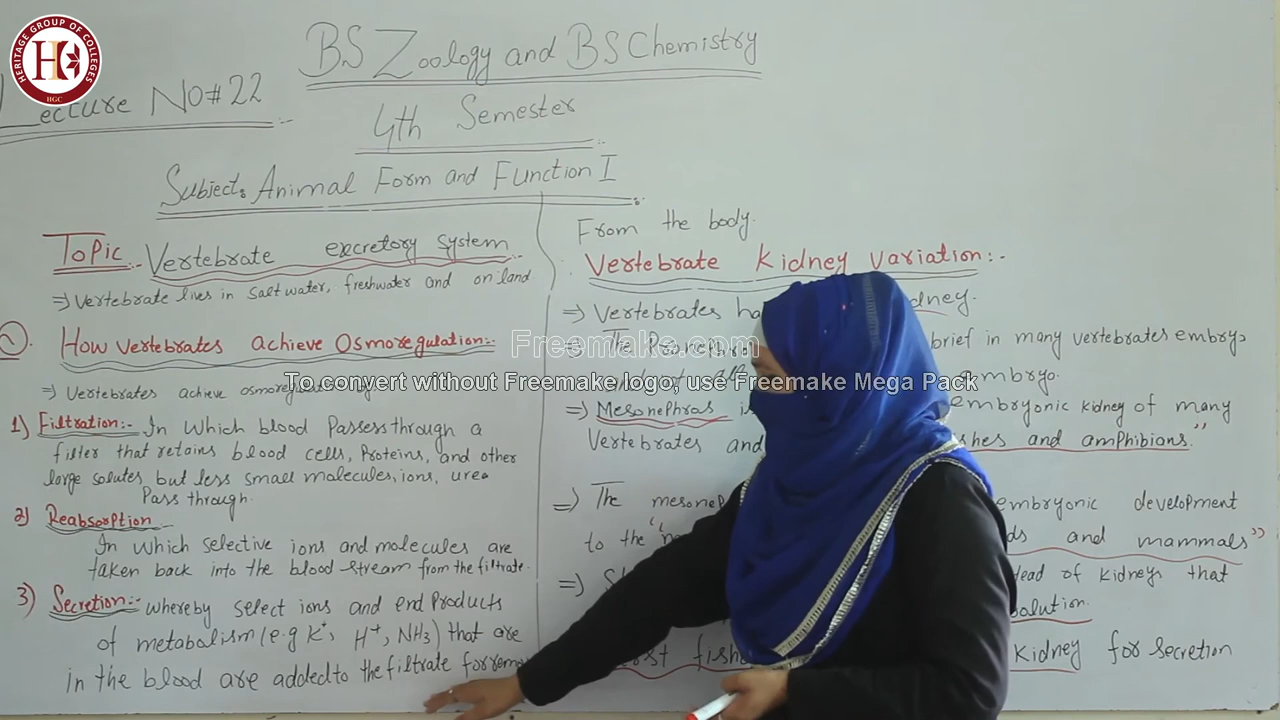 HERITAGE GROUP OF COLLEGES
HGC
Lecture NO#22
BS Zoology and BS Chemistry
4th Semester
Subject: Animal Form and Function I
Topic:- Vertebrate excretory system:-
=> Vertebrate lives in salt water, freshwater and on land
How vertebrates achieve Osmoregulation:-
=> Vertebrates achieve
1) Filtration:- In which blood Passess through a
filter that retains blood cells, Proteins, and other
large solutes but less small molecules, ions, urea
Pass through.
2) Reabsorption
In which selective ions and molecules are
taken back into the blood stream from the filtrate.
3) Secretion:- whereby select ions and end Products
of metabolism (e.g K+, H+, NH3) that are
in the blood are added to the filtrate for
From the body.
Vertebrate Kidney variation:-
=> Vertebrates
=> The brief in many vertebrates embryo
embryo.
=> Mesonephros embryonic kidney of many
Vertebrates and and amphibians."
=> The embryonic development
to the and mammals"
=> of kidneys that
solution.
Kidney for secretion
Freemake.com
To convert without Freemake logo, use Freemake Mega Pack